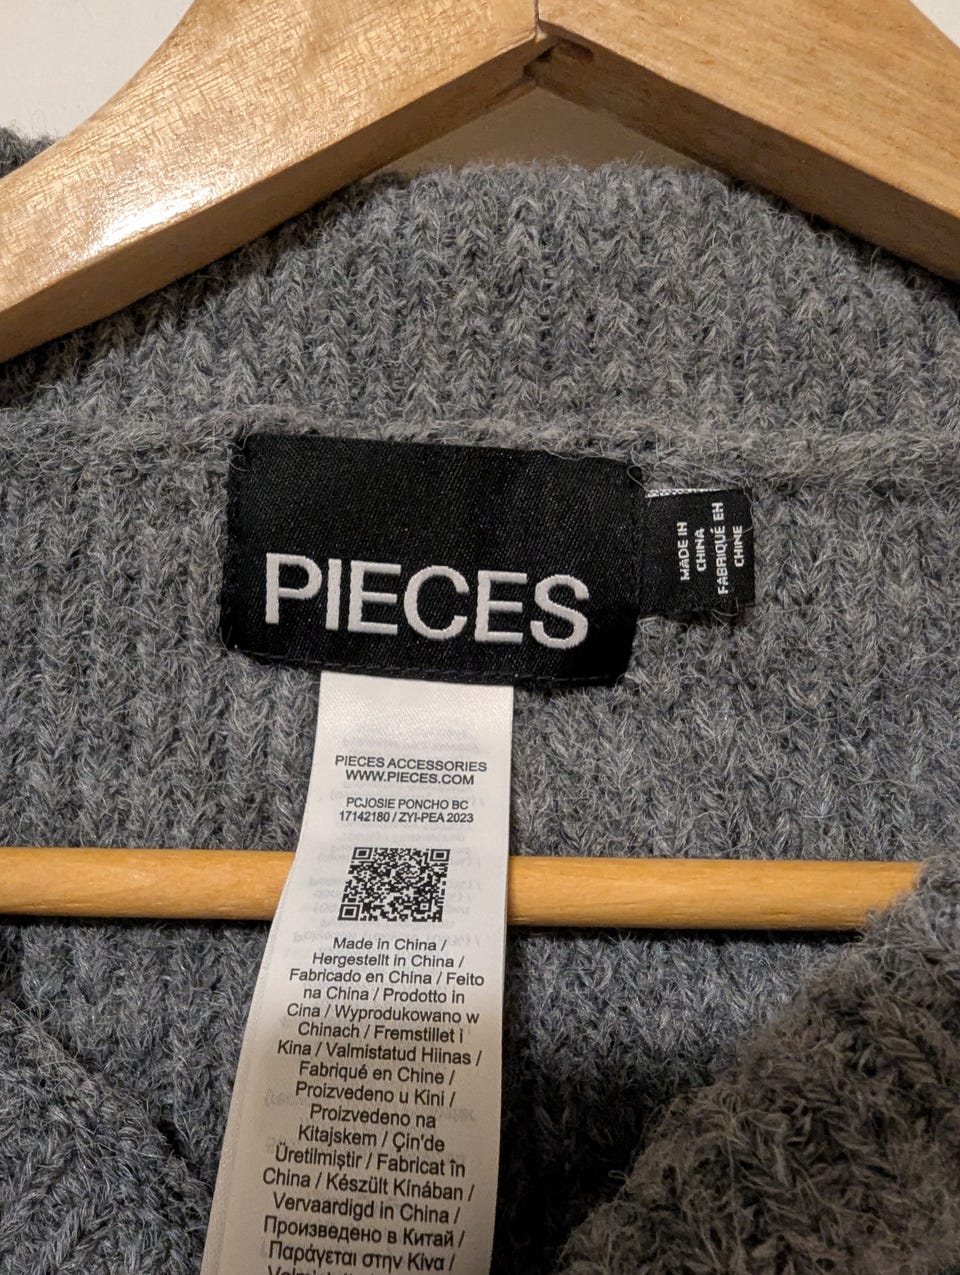 PIECES
MADE IN
CHINA
FABRIQUÉ EN
CHINE
PIECES ACCESSORIES
WWW.PIECES.COM
PCJOSIE PONCHO BC
17142180 / ZYI-PEA 2023
Made in China /
Hergestellt in China /
Fabricado en China / Feito
na China / Prodotto in
Cina / Wyprodukowano w
Chinach / Fremstillet i
Kina / Valmistatud Hiinas /
Fabriqué en Chine /
Proizvedeno u Kini /
Proizvedeno na
Kitajskem / Çin'de
Üretilmiştir / Fabricat în
China / Készült Kínában /
Vervaardigd in China /
Произведено в Китай /
Παράγεται στην Κίνα /